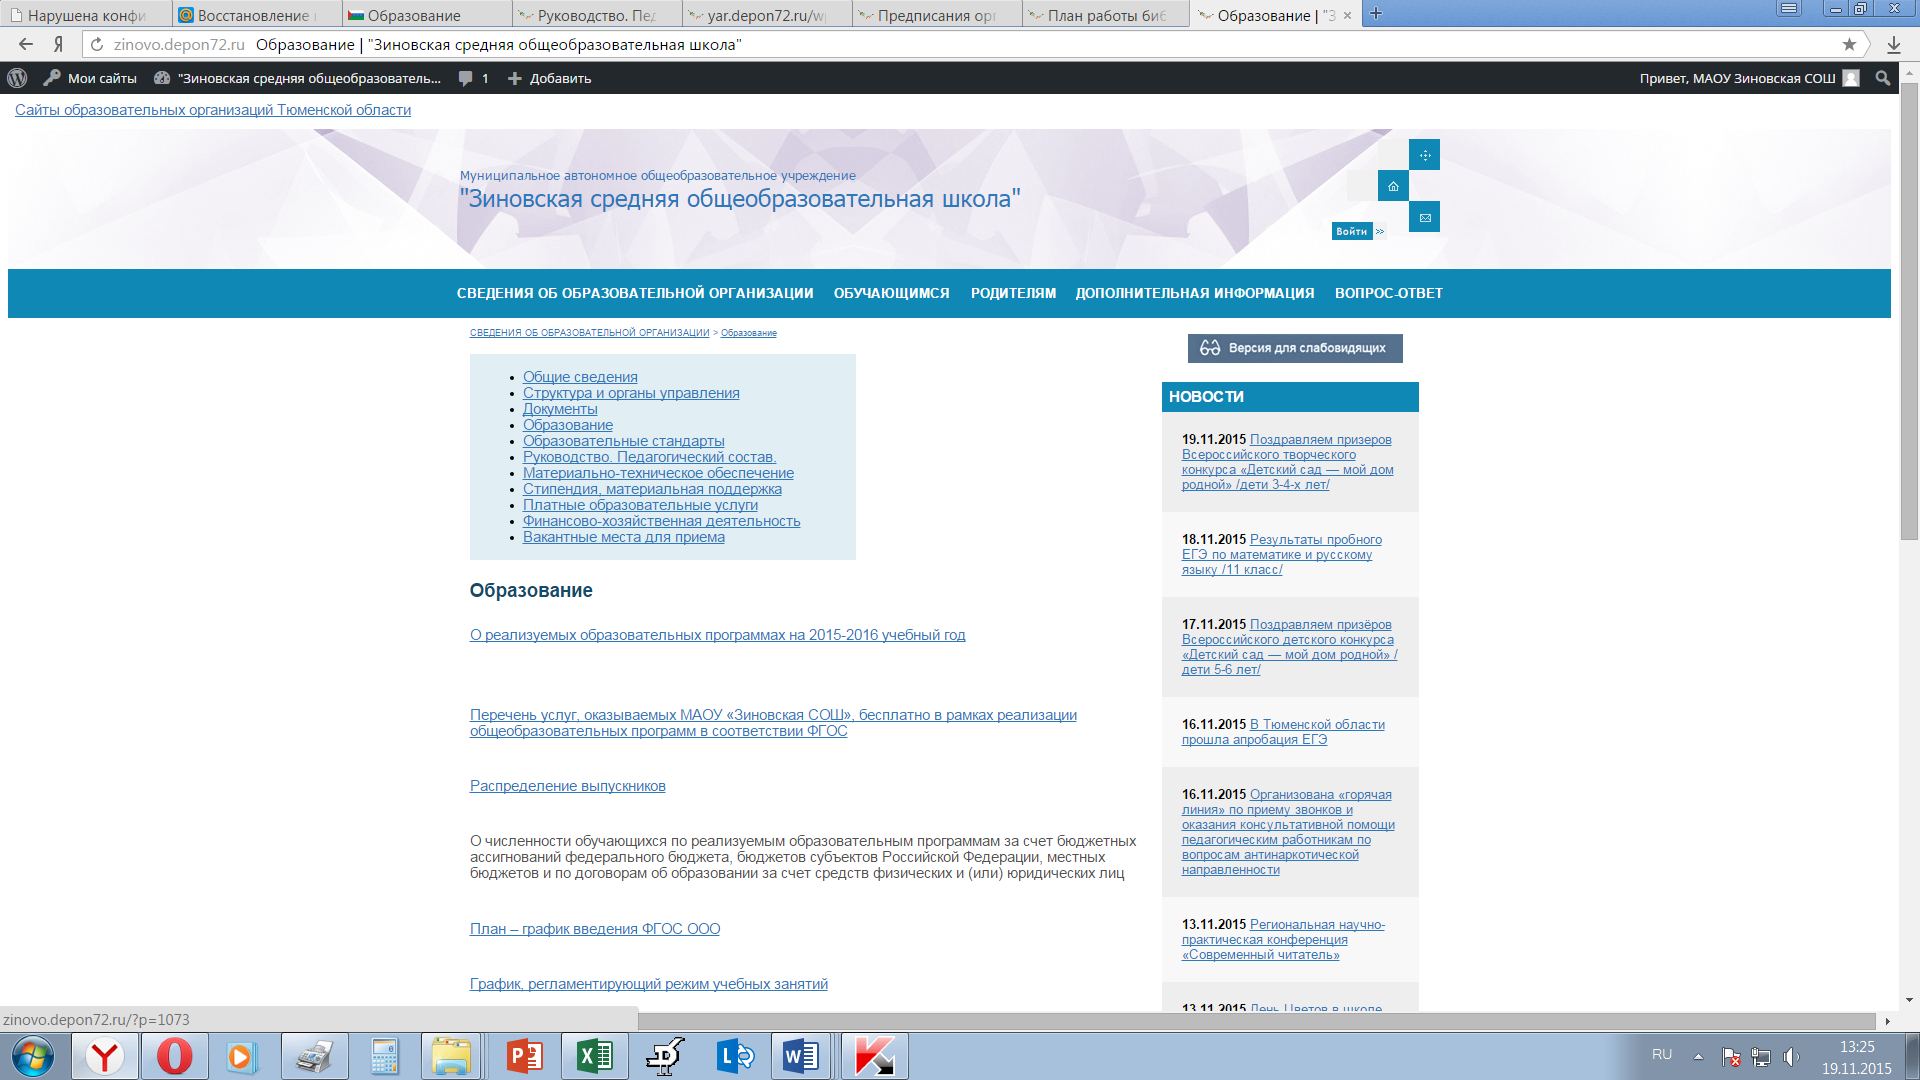 Нарушена конфи
Восстановление
Образование
Руководство. Пед
yar.depon72.ru/w
Предписания орг
План работы биб
Образование | "З
zinovo.depon72.ru Образование | "Зиновская средняя общеобразовательная школа"
Мои сайты "Зиновская средняя общеобразователь... 1 Добавить
Привет, МАОУ Зиновская СОШ
Сайты образовательных организаций Тюменской области
Муниципальное автономное общеобразовательное учреждение
"Зиновская средняя общеобразовательная школа"
Войти >>
СВЕДЕНИЯ ОБ ОБРАЗОВАТЕЛЬНОЙ ОРГАНИЗАЦИИ ОБУЧАЮЩИМСЯ РОДИТЕЛЯМ ДОПОЛНИТЕЛЬНАЯ ИНФОРМАЦИЯ ВОПРОС-ОТВЕТ
СВЕДЕНИЯ ОБ ОБРАЗОВАТЕЛЬНОЙ ОРГАНИЗАЦИИ > Образование
Общие сведения
Структура и органы управления
Документы
Образование
Образовательные стандарты
Руководство. Педагогический состав.
Материально-техническое обеспечение
Стипендия, материальная поддержка
Платные образовательные услуги
Финансово-хозяйственная деятельность
Вакантные места для приема
Образование
О реализуемых образовательных программах на 2015-2016 учебный год
Перечень услуг, оказываемых МАОУ «Зиновская СОШ», бесплатно в рамках реализации
общеобразовательных программ в соответствии ФГОС
Распределение выпускников
О численности обучающихся по реализуемым образовательным программам за счет бюджетных
ассигнований федерального бюджета, бюджетов субъектов Российской Федерации, местных
бюджетов и по договорам об образовании за счет средств физических и (или) юридических лиц
План – график введения ФГОС ООО
График, регламентирующий режим учебных занятий
Версия для слабовидящих
НОВОСТИ
19.11.2015 Поздравляем призеров
Всероссийского творческого
конкурса «Детский сад — мой дом
родной» /дети 3-4-х лет/
18.11.2015 Результаты пробного
ЕГЭ по математике и русскому
языку /11 класс/
17.11.2015 Поздравляем призёров
Всероссийского детского конкурса
«Детский сад — мой дом родной» /
дети 5-6 лет/
16.11.2015 В Тюменской области
прошла апробация ЕГЭ
16.11.2015 Организована «горячая
линия» по приему звонков и
оказания консультативной помощи
педагогическим работникам по
вопросам антинаркотической
направленности
13.11.2015 Региональная научно-
практическая конференция
«Современный читатель»
13.11.2015 День Цветов в школе
zinovo.depon72.ru/?p=1073
RU
13:25
19.11.2015